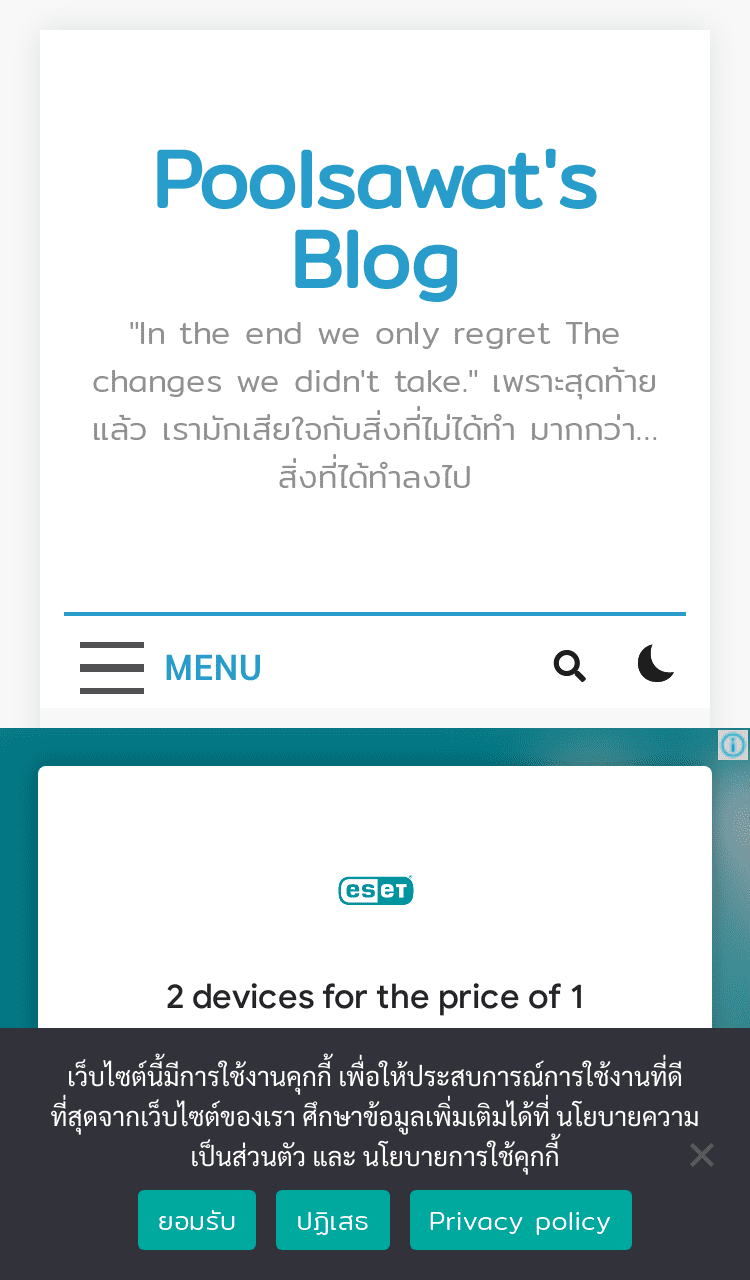 Poolsawat's
Blog
"In the end we only regret The
changes we didn't take." เพราะสุดท้าย
แล้ว เรามักเสียใจกับสิ่งที่ไม่ได้ทำ มากกว่า...
สิ่งที่ได้ทำลงไป
MENU
eset
2 devices for the price of 1
เว็บไซต์นี้มีการใช้งานคุกกี้ เพื่อให้ประสบการณ์การใช้งานที่ดี
ที่สุดจากเว็บไซต์ของเรา ศึกษาข้อมูลเพิ่มเติมได้ที่ นโยบายความ
เป็นส่วนตัว และ นโยบายการใช้คุกกี้
ยอมรับ ปฏิเสธ Privacy policy